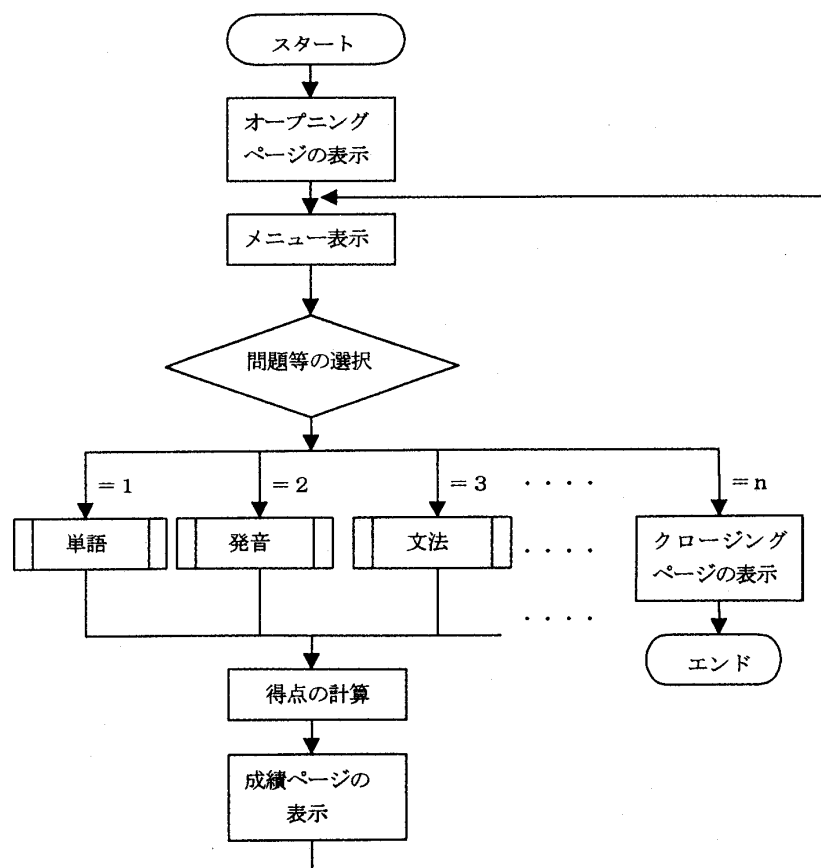 スタート
オープニング
ページの表示
メニュー表示
問題等の選択
＝1
＝2
＝3
・・・・
＝n
単語
発音
文法
・・・・
クロージング
ページの表示
・・・・
エンド
得点の計算
成績ページの
表示